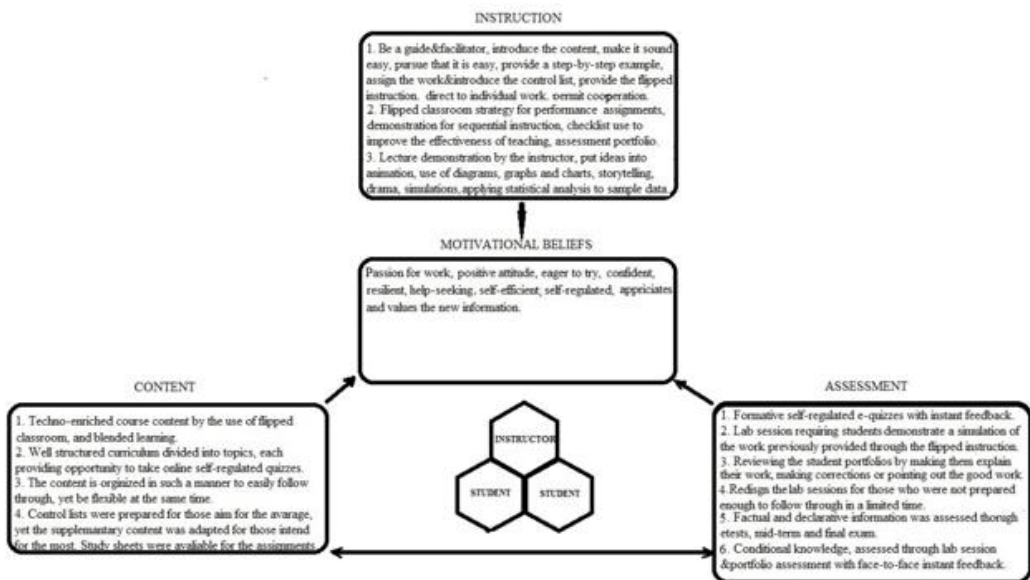 INSTRUCTION
1. Be a guide&facilitator, introduce the content, make it sound
easy, pursue that it is easy, provide a step-by-step example,
assign the work&introduce the control list, provide the flipped
instruction, direct to individual work, permit cooperation.
2. Flipped classroom strategy for performance assignments,
demonstration for sequential instruction, checklist use to
improve the effectiveness of teaching, assessment portfolio.
3. Lecture demonstration by the instructor, put ideas into
animation, use of diagrams, graphs and charts, storytelling,
drama, simulations, applying statistical analysis to sample data.
MOTIVATIONAL BELIEFS
Passion for work, positive attitude, eager to try, confident,
resilient, help-seeking, self-efficient, self-regulated, appriciates
and values the new information.
CONTENT
1. Techno-enriched course content by the use of flipped
classroom, and blended learning.
2. Well structured curriculum divided into topics, each
providing opportunity to take online self-regulated quizzes.
3. The content is orginized in such a manner to easily follow
through, yet be flexible at the same time.
4. Control lists were prepared for those aim for the avarage,
yet the supplemantary content was adapted for those intend
for the most. Study sheets were avaliable for the assignments.
INSTRUCTOR
STUDENT
STUDENT
ASSESSMENT
1. Formative self-regulated e-quizzes with instant feedback.
2. Lab session requiring students demonstrate a simulation of
the work previously provided through the flipped instruction.
3. Reviewing the student portfolios by making them explain
their work, making corrections or pointing out the good work.
4.Redisgn the lab sessions for those who were not prepared
enough to follow through in a limited time.
5. Factual and declarative information was assessed thorugh
etests, mid-term and final exam.
6. Conditional knowledge, assessed through lab session
&portfolio assessment with face-to-face instant feedback.